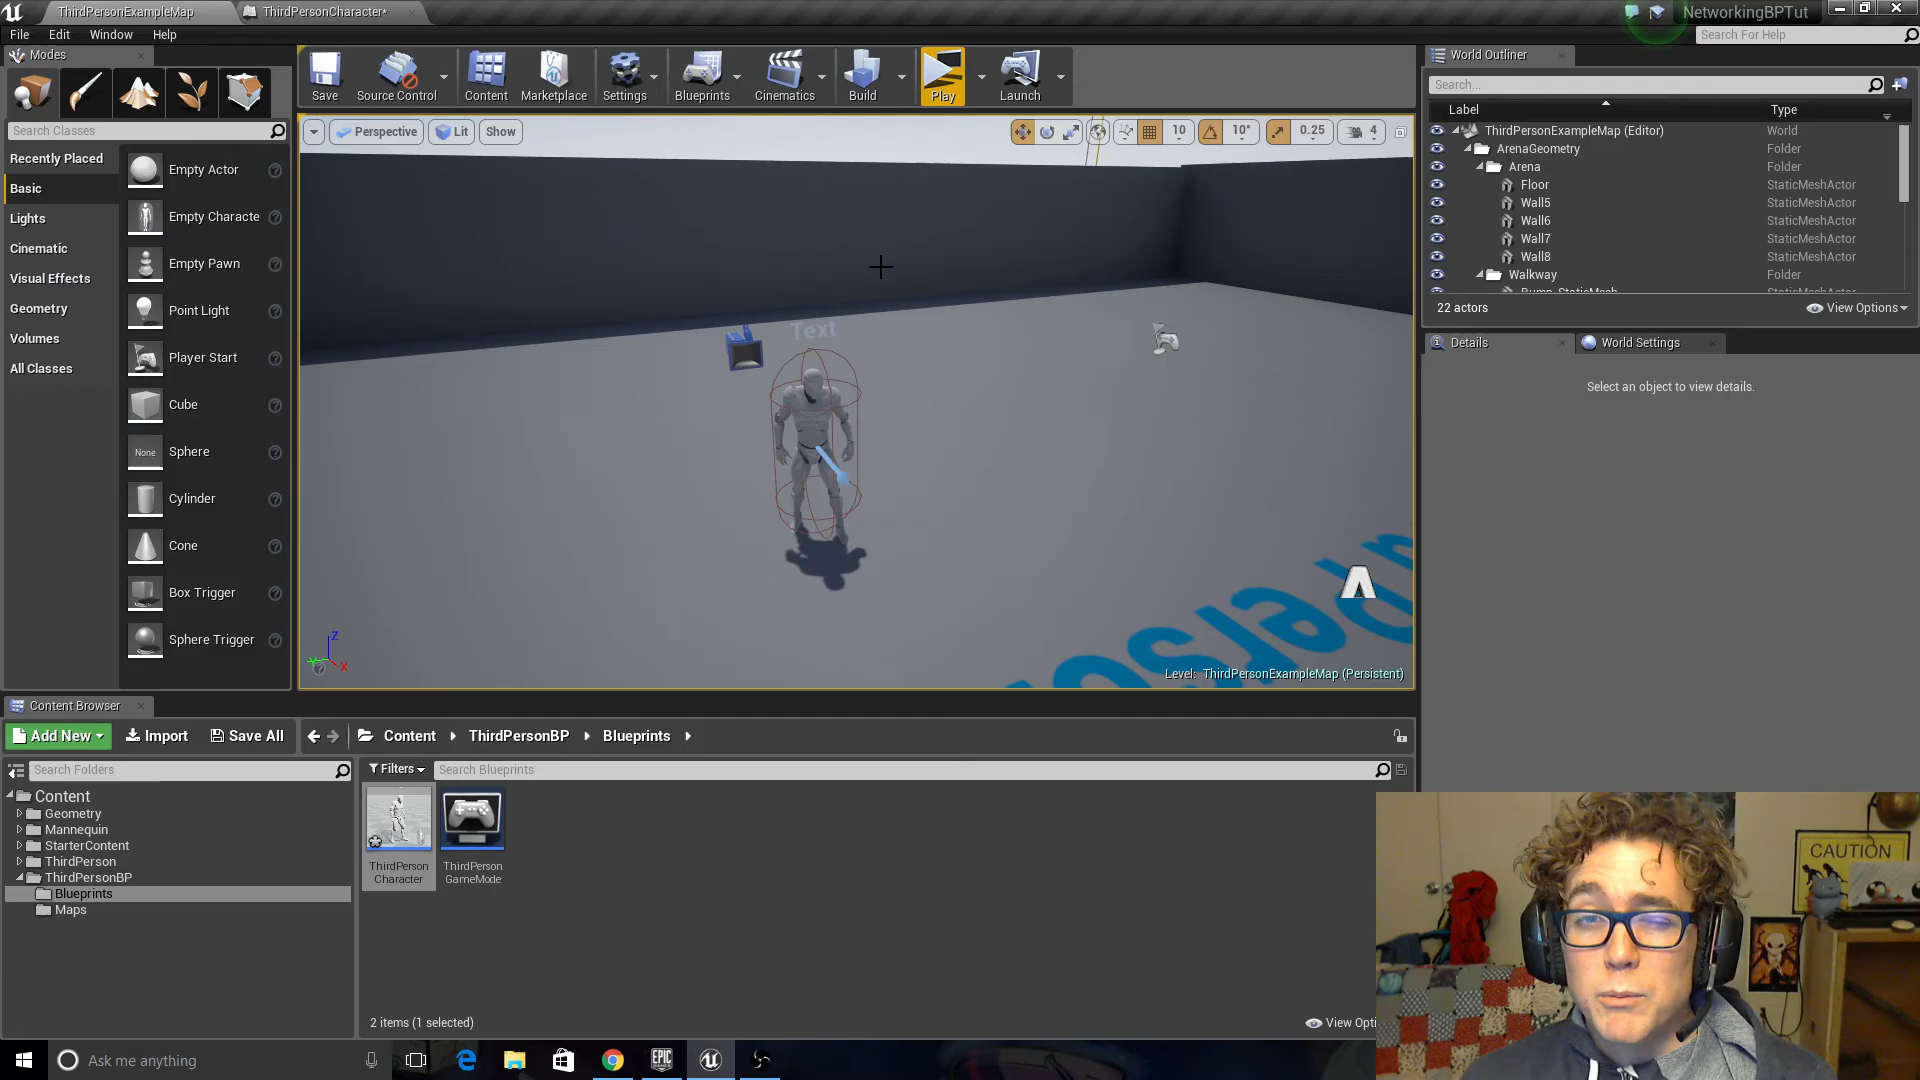 ThirdPersonExampleMap
ThirdPersonCharacter*
NetworkingBPTut
File Edit Window Help
Search For Help
Modes
Search Classes
Recently Placed
Basic
Lights
Cinematic
Visual Effects
Geometry
Volumes
All Classes
Empty Actor
Empty Characte
Empty Pawn
Point Light
Player Start
Cube
None
Sphere
Cylinder
Cone
Box Trigger
Sphere Trigger
Save
Source Control
Content
Marketplace
Settings
Blueprints
Cinematics
Build
Play
Launch
Perspective
Lit
Show
10
10°
0.25
4
Text
Z
X
Level: ThirdPersonExampleMap (Persistent)
World Outliner
Search...
Label Type
ThirdPersonExampleMap (Editor) World
ArenaGeometry Folder
Arena Folder
Floor StaticMeshActor
Wall5 StaticMeshActor
Wall6 StaticMeshActor
Wall7 StaticMeshActor
Wall8 StaticMeshActor
Walkway Folder
Bump_StaticMesh StaticMeshActor
22 actors
View Options
Details
World Settings
Select an object to view details.
Content Browser
Add New
Import
Save All
Content
ThirdPersonBP
Blueprints
Search Folders
Filters
Search Blueprints
Content
Geometry
Mannequin
StarterContent
ThirdPerson
ThirdPersonBP
Blueprints
Maps
ThirdPerson
Character
ThirdPerson
GameMode
2 items (1 selected)
View Opti
CAUTION
Ask me anything
EPIC
GAMES